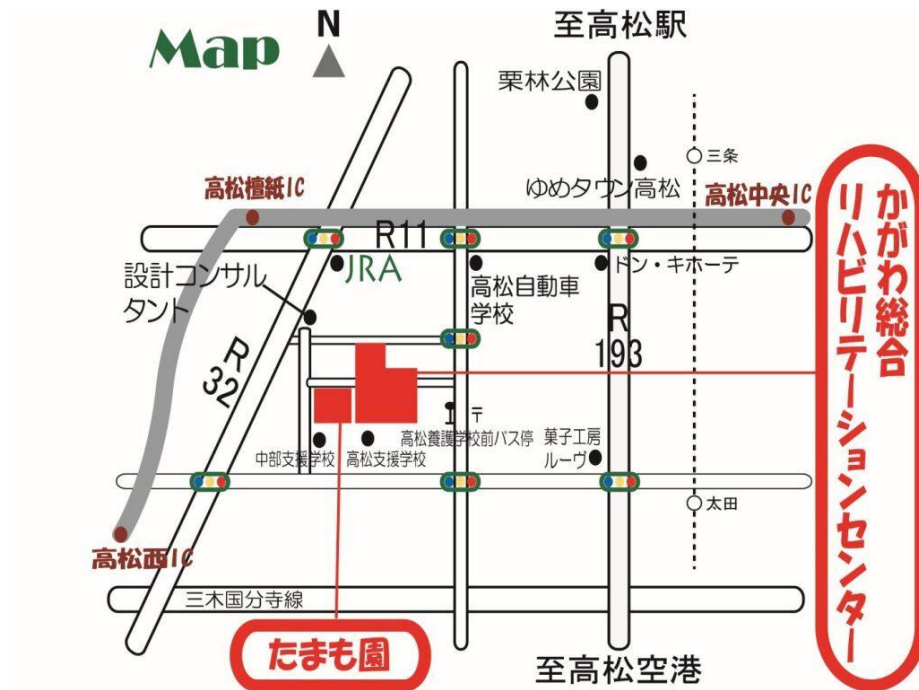 Map
N
至高松駅
栗林公園
三条
ゆめタウン高松
高松檀紙IC
高松中央IC
R11
JRA
設計コンサル
タント
高松自動車
学校
ドン・キホーテ
R
32
R
193
〒
高松養護学校前バス停
菓子工房
ルーヴ
中部支援学校
高松支援学校
太田
高松西IC
三木国分寺線
たまも園
至高松空港
かがわ総合
リハビリテーションセンター